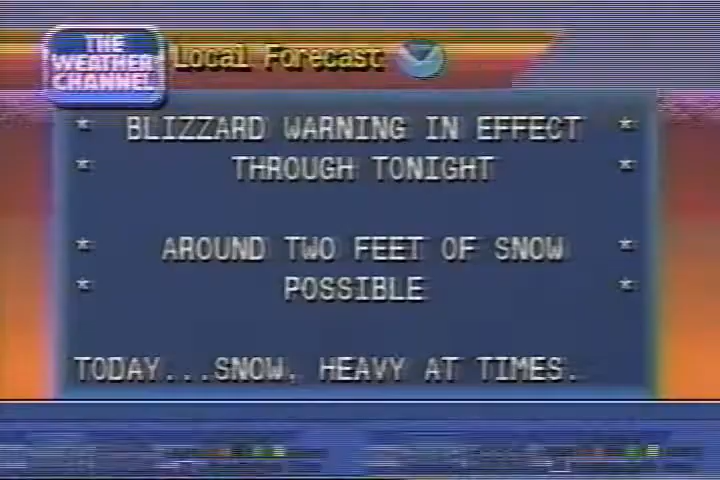 THE
WEATHER
CHANNEL
Local Forecast
* BLIZZARD WARNING IN EFFECT *
* THROUGH TONIGHT *
* AROUND TWO FEET OF SNOW *
* POSSIBLE *
TODAY...SNOW, HEAVY AT TIMES.